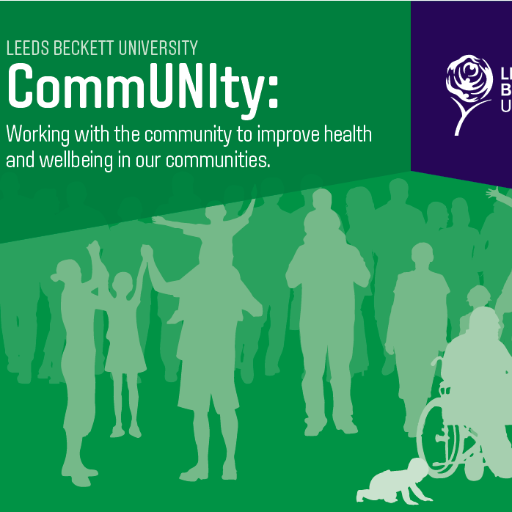 LEEDS BECKETT UNIVERSITY
CommUNIty:
Working with the community to improve health
and wellbeing in our communities.